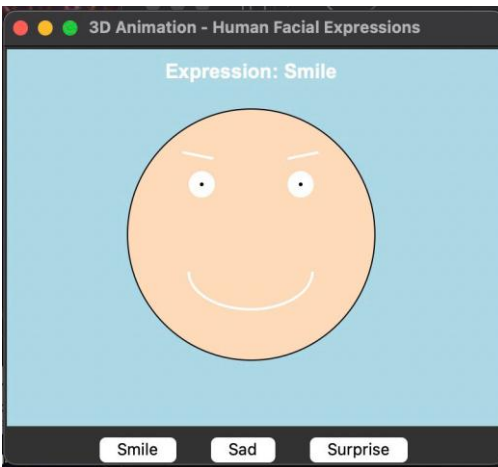 3D Animation - Human Facial Expressions
Expression: Smile
Smile Sad Surprise